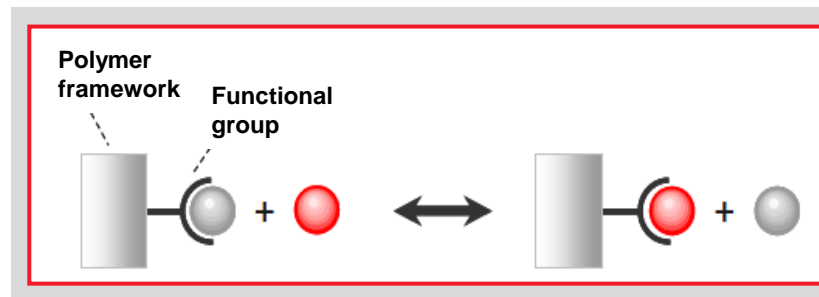 Polymer
framework
Functional
group
+
+